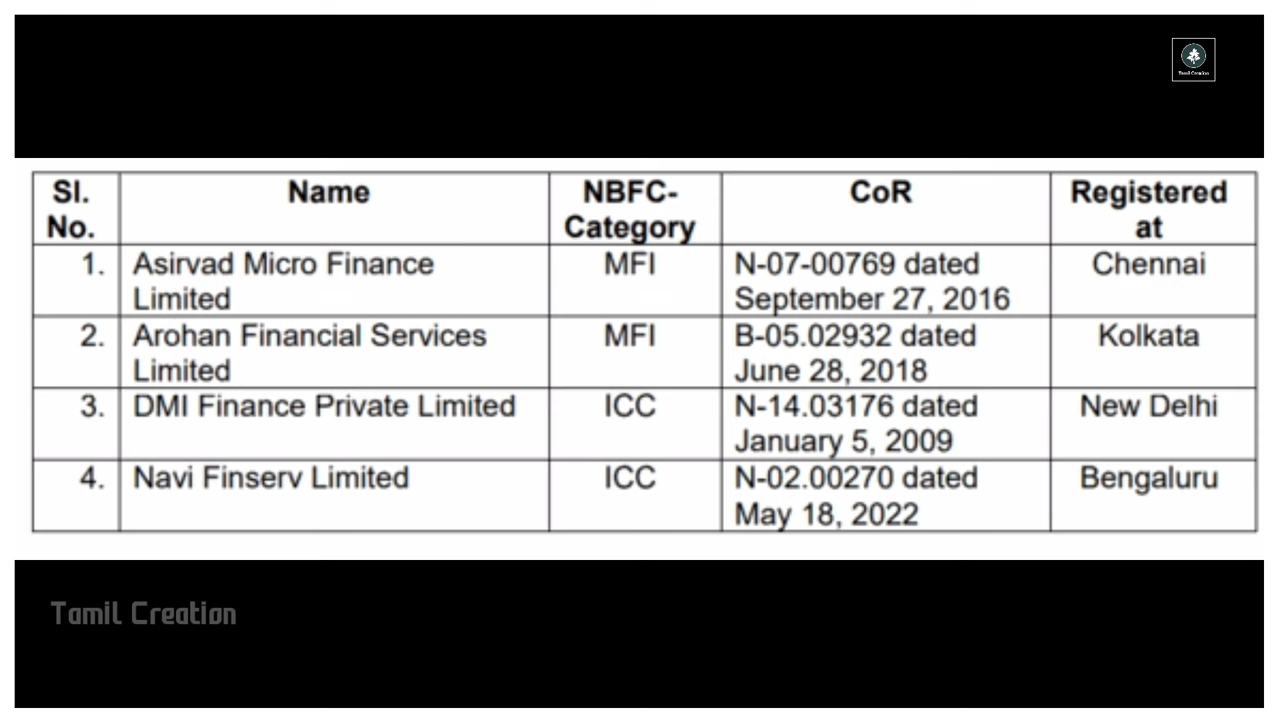 Tamil Creation
Sl. No. Name NBFC-Category CoR Registered at
1. Asirvad Micro Finance Limited MFI N-07-00769 dated September 27, 2016 Chennai
2. Arohan Financial Services Limited MFI B-05.02932 dated June 28, 2018 Kolkata
3. DMI Finance Private Limited ICC N-14.03176 dated January 5, 2009 New Delhi
4. Navi Finserv Limited ICC N-02.00270 dated May 18, 2022 Bengaluru
Tamil Creation